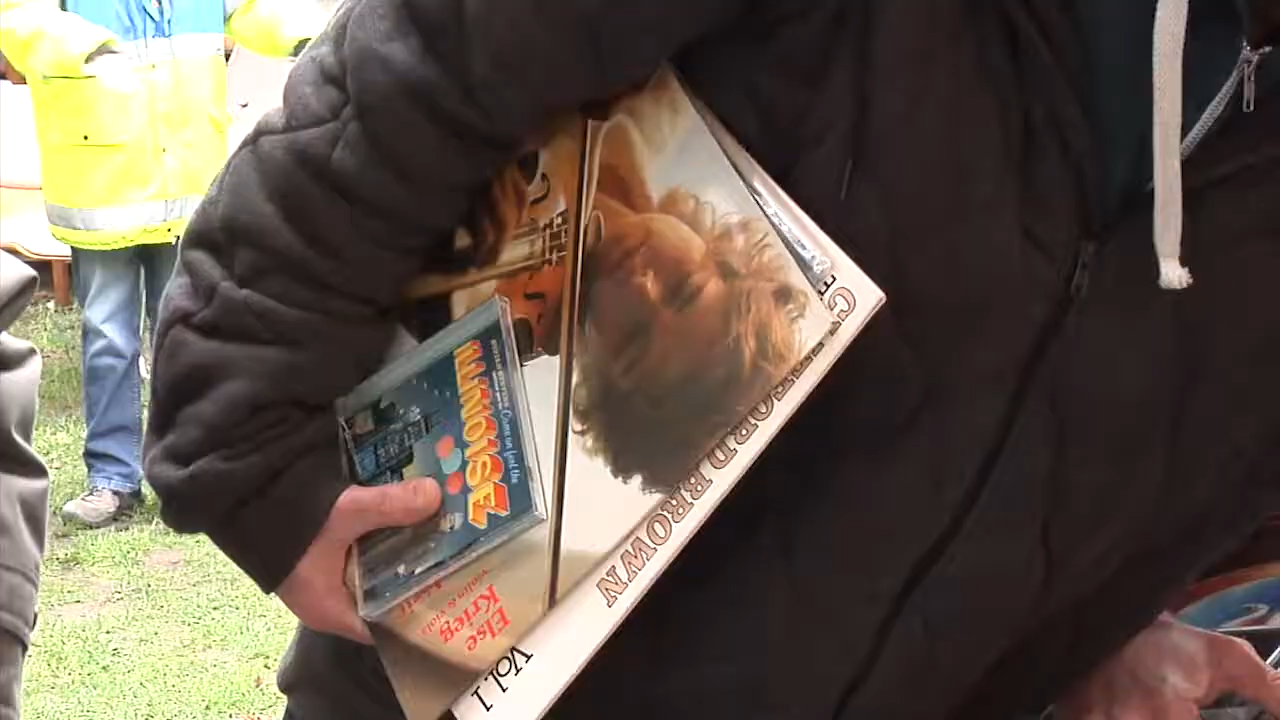 Come on feel the
ILLINOISE
Else
Krieg
violin & viola
CLIFFORD BROWN
Vol. 1